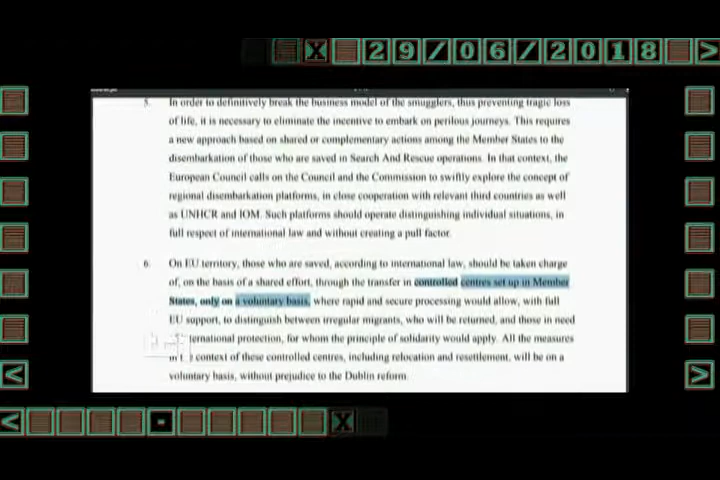 X 29/06/2018 >
5. In order to definitively break the business model of the smugglers, thus preventing tragic loss
of life, it is necessary to eliminate the incentive to embark on perilous journeys. This requires
a new approach based on shared or complementary actions among the Member States to the
disembarkation of those who are saved in Search And Rescue operations. In that context, the
European Council calls on the Council and the Commission to swiftly explore the concept of
regional disembarkation platforms, in close cooperation with relevant third countries as well
as UNHCR and IOM. Such platforms should operate distinguishing individual situations, in
full respect of international law and without creating a pull factor.
6. On EU territory, those who are saved, according to international law, should be taken charge
of, on the basis of a shared effort, through the transfer in controlled centres set up in Member
States, only on a voluntary basis, where rapid and secure processing would allow, with full
EU support, to distinguish between irregular migrants, who will be returned, and those in need
ternational protection, for whom the principle of solidarity would apply. All the measures
context of these controlled centres, including relocation and resettlement, will be on a
voluntary basis, without prejudice to the Dublin reform.
< >
< X